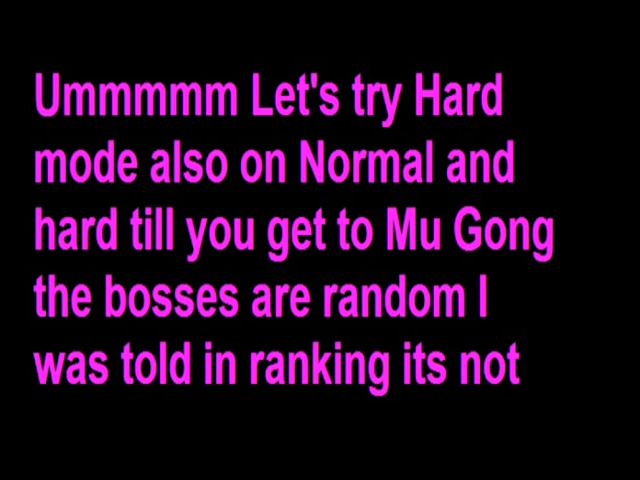 Ummmmm Let's try Hard
mode also on Normal and
hard till you get to Mu Gong
the bosses are random I
was told in ranking its not